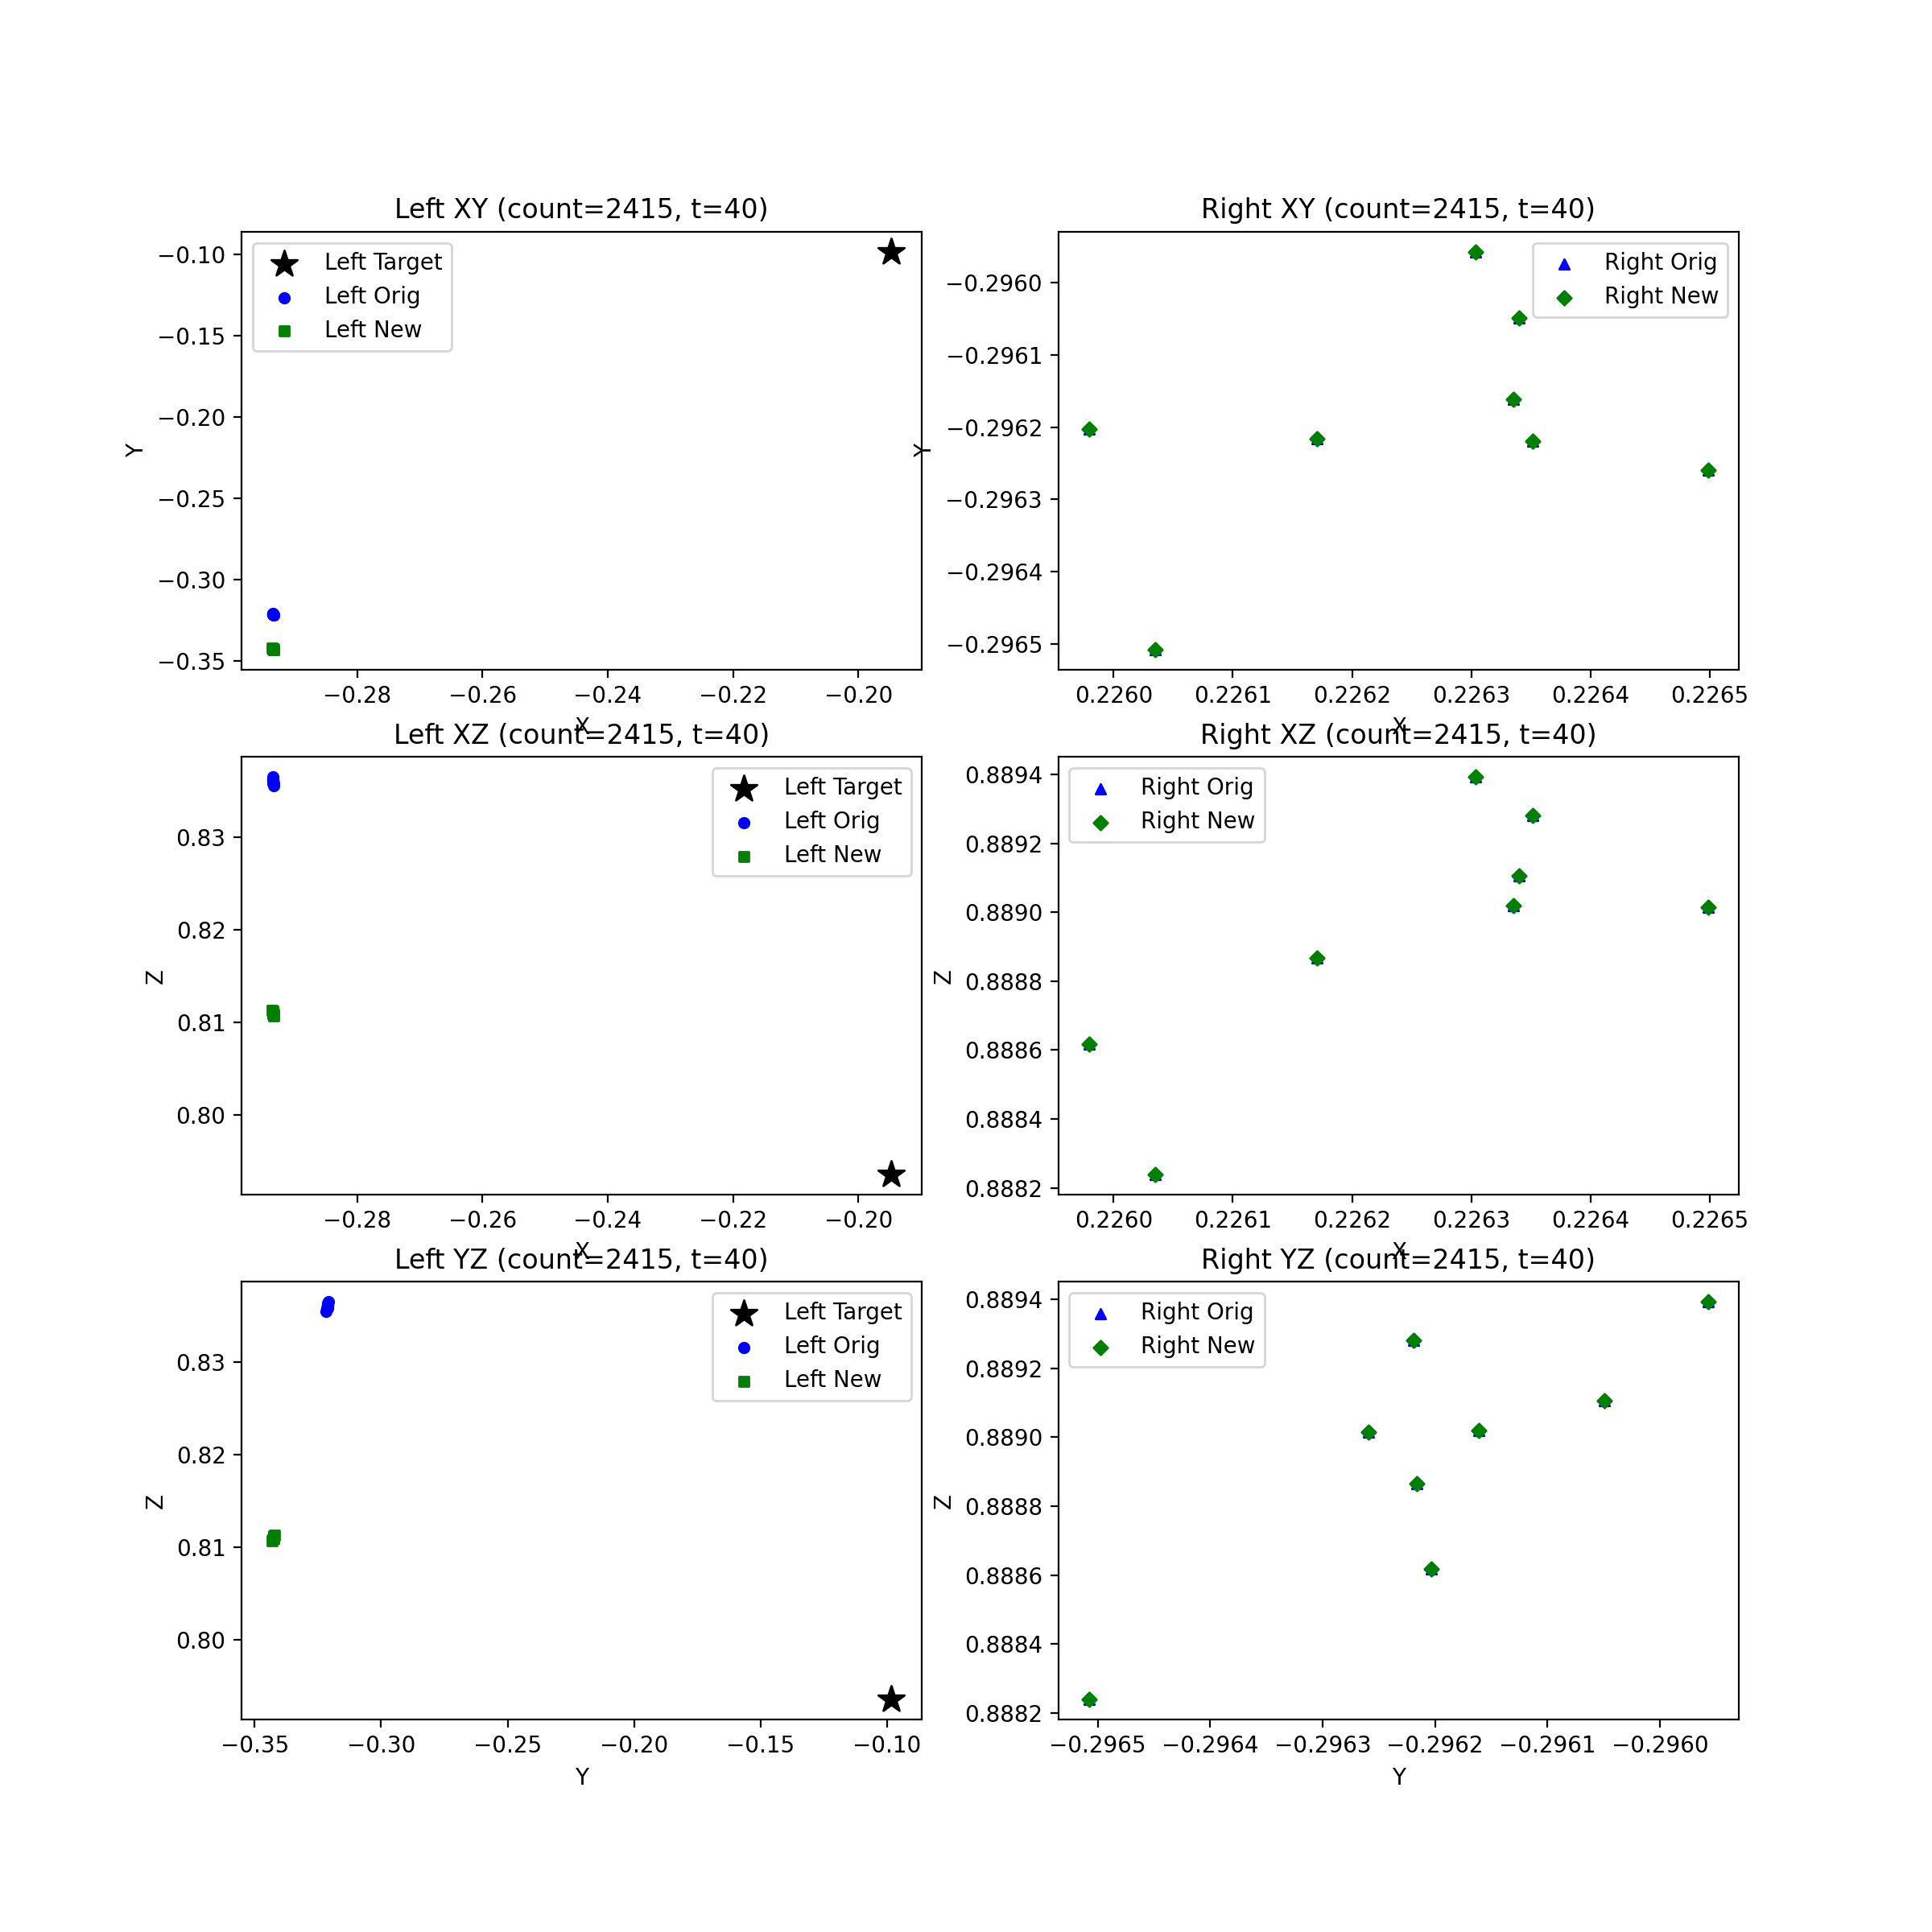 Left XY (count=2415, t=40)
Left Target
Left Orig
Left New
−0.10
−0.15
−0.20
−0.25
−0.30
−0.35
Y
−0.28 −0.26 −0.24 −0.22 −0.20
X
Right XY (count=2415, t=40)
Right Orig
Right New
−0.2960
−0.2961
−0.2962
−0.2963
−0.2964
−0.2965
Y
0.2260 0.2261 0.2262 0.2263 0.2264 0.2265
X
Left XZ (count=2415, t=40)
Left Target
Left Orig
Left New
0.83
0.82
0.81
0.80
Z
−0.28 −0.26 −0.24 −0.22 −0.20
X
Right XZ (count=2415, t=40)
Right Orig
Right New
0.8894
0.8892
0.8890
0.8888
0.8886
0.8884
0.8882
Z
0.2260 0.2261 0.2262 0.2263 0.2264 0.2265
X
Left YZ (count=2415, t=40)
Left Target
Left Orig
Left New
0.83
0.82
0.81
0.80
Z
−0.35 −0.30 −0.25 −0.20 −0.15 −0.10
Y
Right YZ (count=2415, t=40)
Right Orig
Right New
0.8894
0.8892
0.8890
0.8888
0.8886
0.8884
0.8882
Z
−0.2965 −0.2964 −0.2963 −0.2962 −0.2961 −0.2960
Y